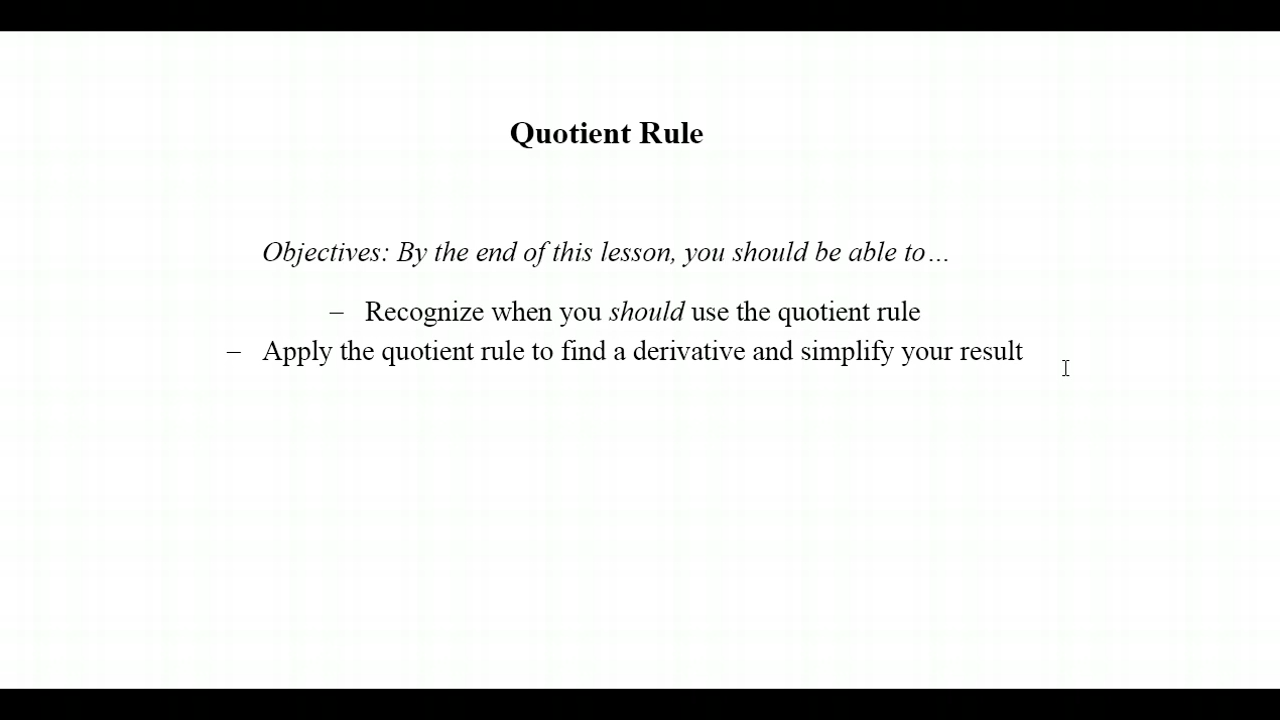 Quotient Rule
Objectives: By the end of this lesson, you should be able to…
– Recognize when you should use the quotient rule
– Apply the quotient rule to find a derivative and simplify your result